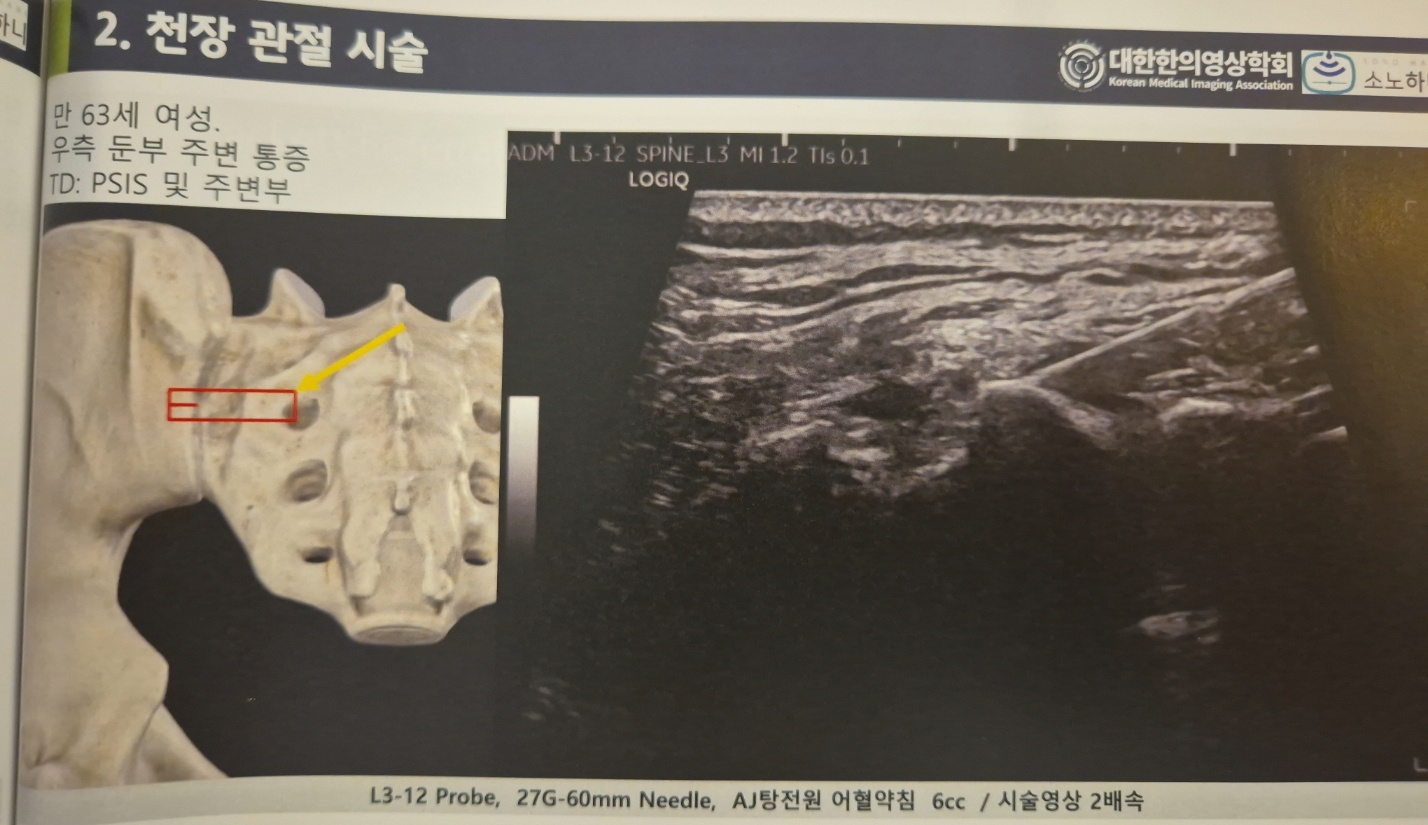 하니
2. 천장 관절 시술
대한한의영상학회
Korean Medical Imaging Association
소노하
만 63세 여성.
우측 둔부 주변 통증
TD: PSIS 및 주변부
ADM L3-12 SPINE_L3 MI 1.2 TIs 0.1
LOGIQ
L3-12 Probe, 27G-60mm Needle, AJ탕전원 어혈약침 6cc / 시술영상 2배속